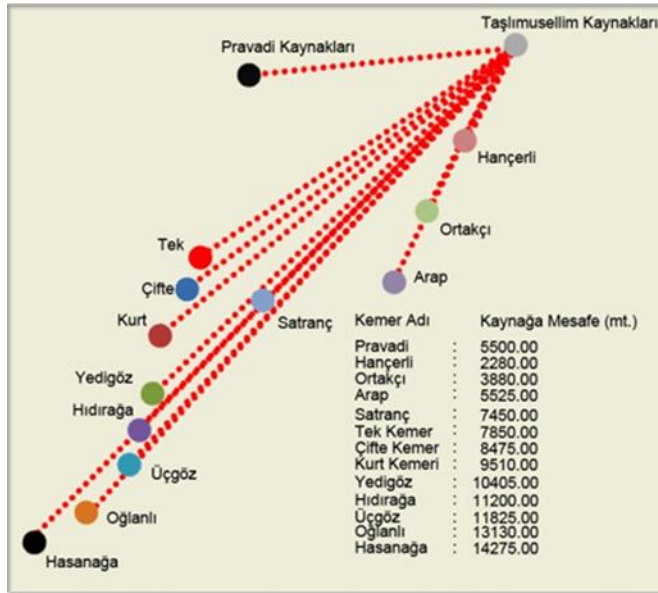 Taşlımusellim Kaynakları
Pravadi Kaynakları
Hançerli
Ortakçı
Tek
Arap
Çifte
Kurt
Satranç
Yedigöz
Hıdırağa
Üçgöz
Oğlanlı
Hasanağa
Kemer Adı Kaynağa Mesafe (mt.)
Pravadi : 5500.00
Hançerli : 2280.00
Ortakçı : 3880.00
Arap : 5525.00
Satranç : 7450.00
Tek Kemer : 7850.00
Çifte Kemer : 8475.00
Kurt Kemeri : 9510.00
Yedigöz : 10405.00
Hıdırağa : 11200.00
Üçgöz : 11825.00
Oğlanlı : 13130.00
Hasanağa : 14275.00